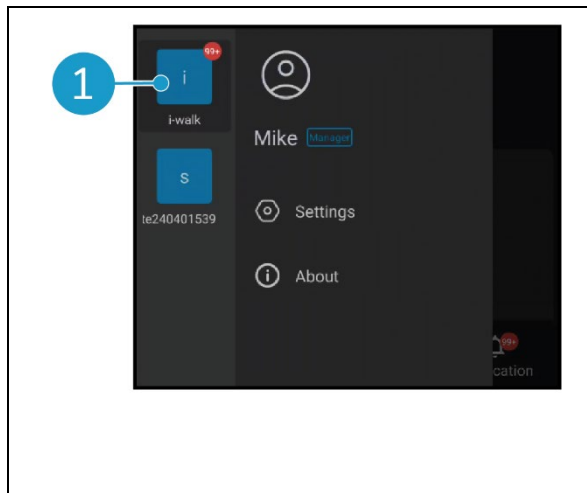 1
99+
i
i-walk
Mike Manager
s
te240401539
Settings
About
99+
cation